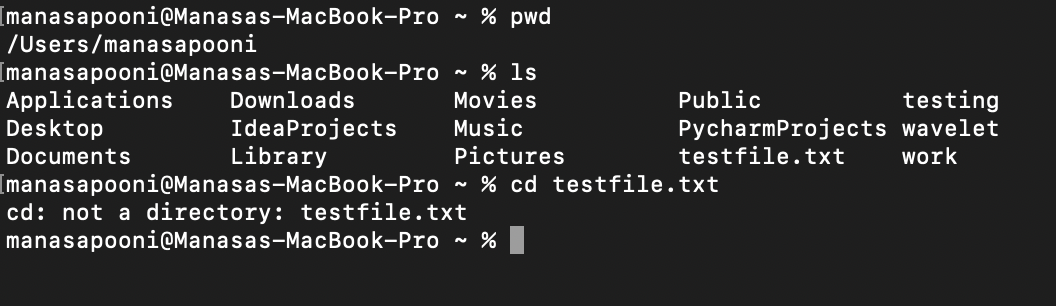 manasapooni@Manasas-MacBook-Pro ~ % pwd
/Users/manasapooni
manasapooni@Manasas-MacBook-Pro ~ % ls
Applications    Downloads       Movies          Public          testing
Desktop         IdeaProjects    Music           PycharmProjects wavelet
Documents       Library         Pictures        testfile.txt    work
manasapooni@Manasas-MacBook-Pro ~ % cd testfile.txt
cd: not a directory: testfile.txt
manasapooni@Manasas-MacBook-Pro ~ %